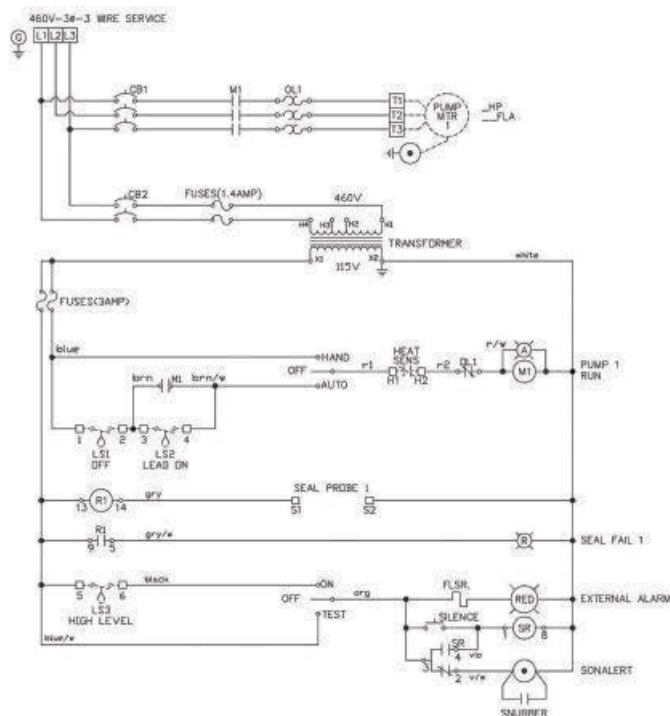 460V-3ø-3 WIRE SERVICE
G
L1 L2 L3
CB1 M1 OL1
T1
T2
T3
PUMP
MTR
1
_HP
__FLA
CB2 FUSES(1.4AMP) 460V
H4 H3 H2 H1
TRANSFORMER
X1 X2
115V
white
FUSES(3AMP)
blue
HAND
OFF
AUTO
r1
HEAT
SENS
H1 H2
r2
OL1
r/w
A
M1
PUMP 1
RUN
brn M1 brn/w
1 2 3 4
LS1
OFF
LS2
LEAD ON
R1
13 14
gry
SEAL PROBE 1
S1 S2
R1
9 5
gry/w
R
SEAL FAIL 1
5 6
LS3
HIGH LEVEL
black
ON
OFF
TEST
blue/w
org
FLSR.
RED
EXTERNAL ALARM
SILENCE
1 SR 8
SR
4
3
2 v/w
SONALERT
SNUBBER